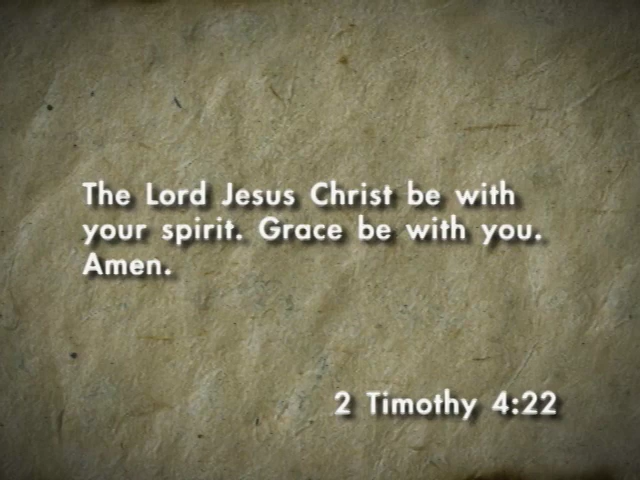 The Lord Jesus Christ be with
your spirit. Grace be with you.
Amen.
2 Timothy 4:22